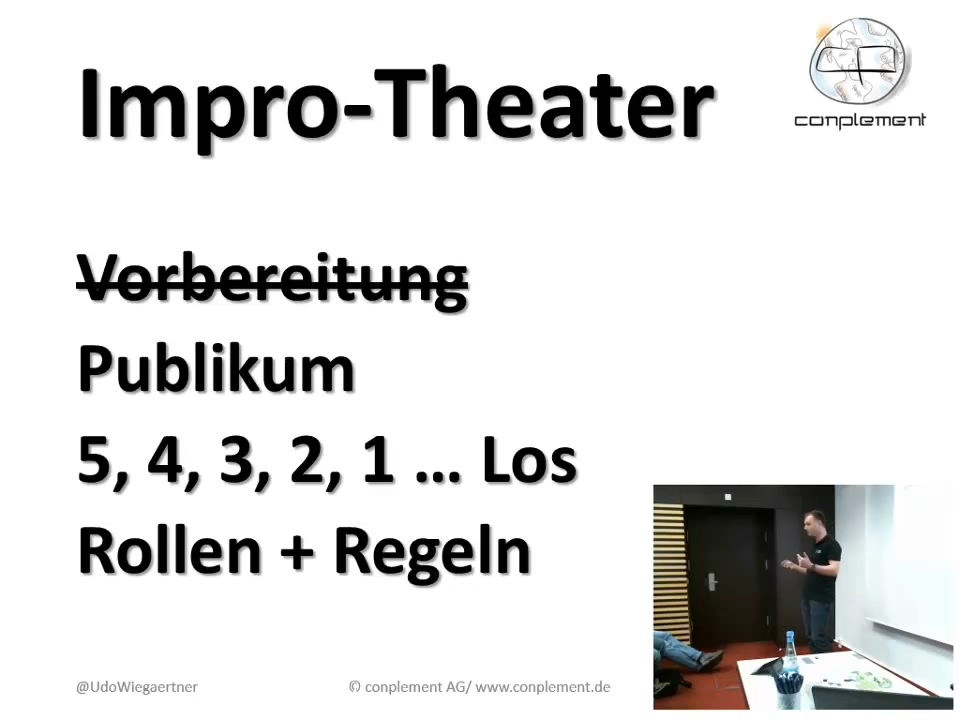 Impro-Theater
conplement
Vorbereitung
Publikum
5, 4, 3, 2, 1 … Los
Rollen + Regeln
@UdoWiegaertner
© conplement AG/ www.conplement.de